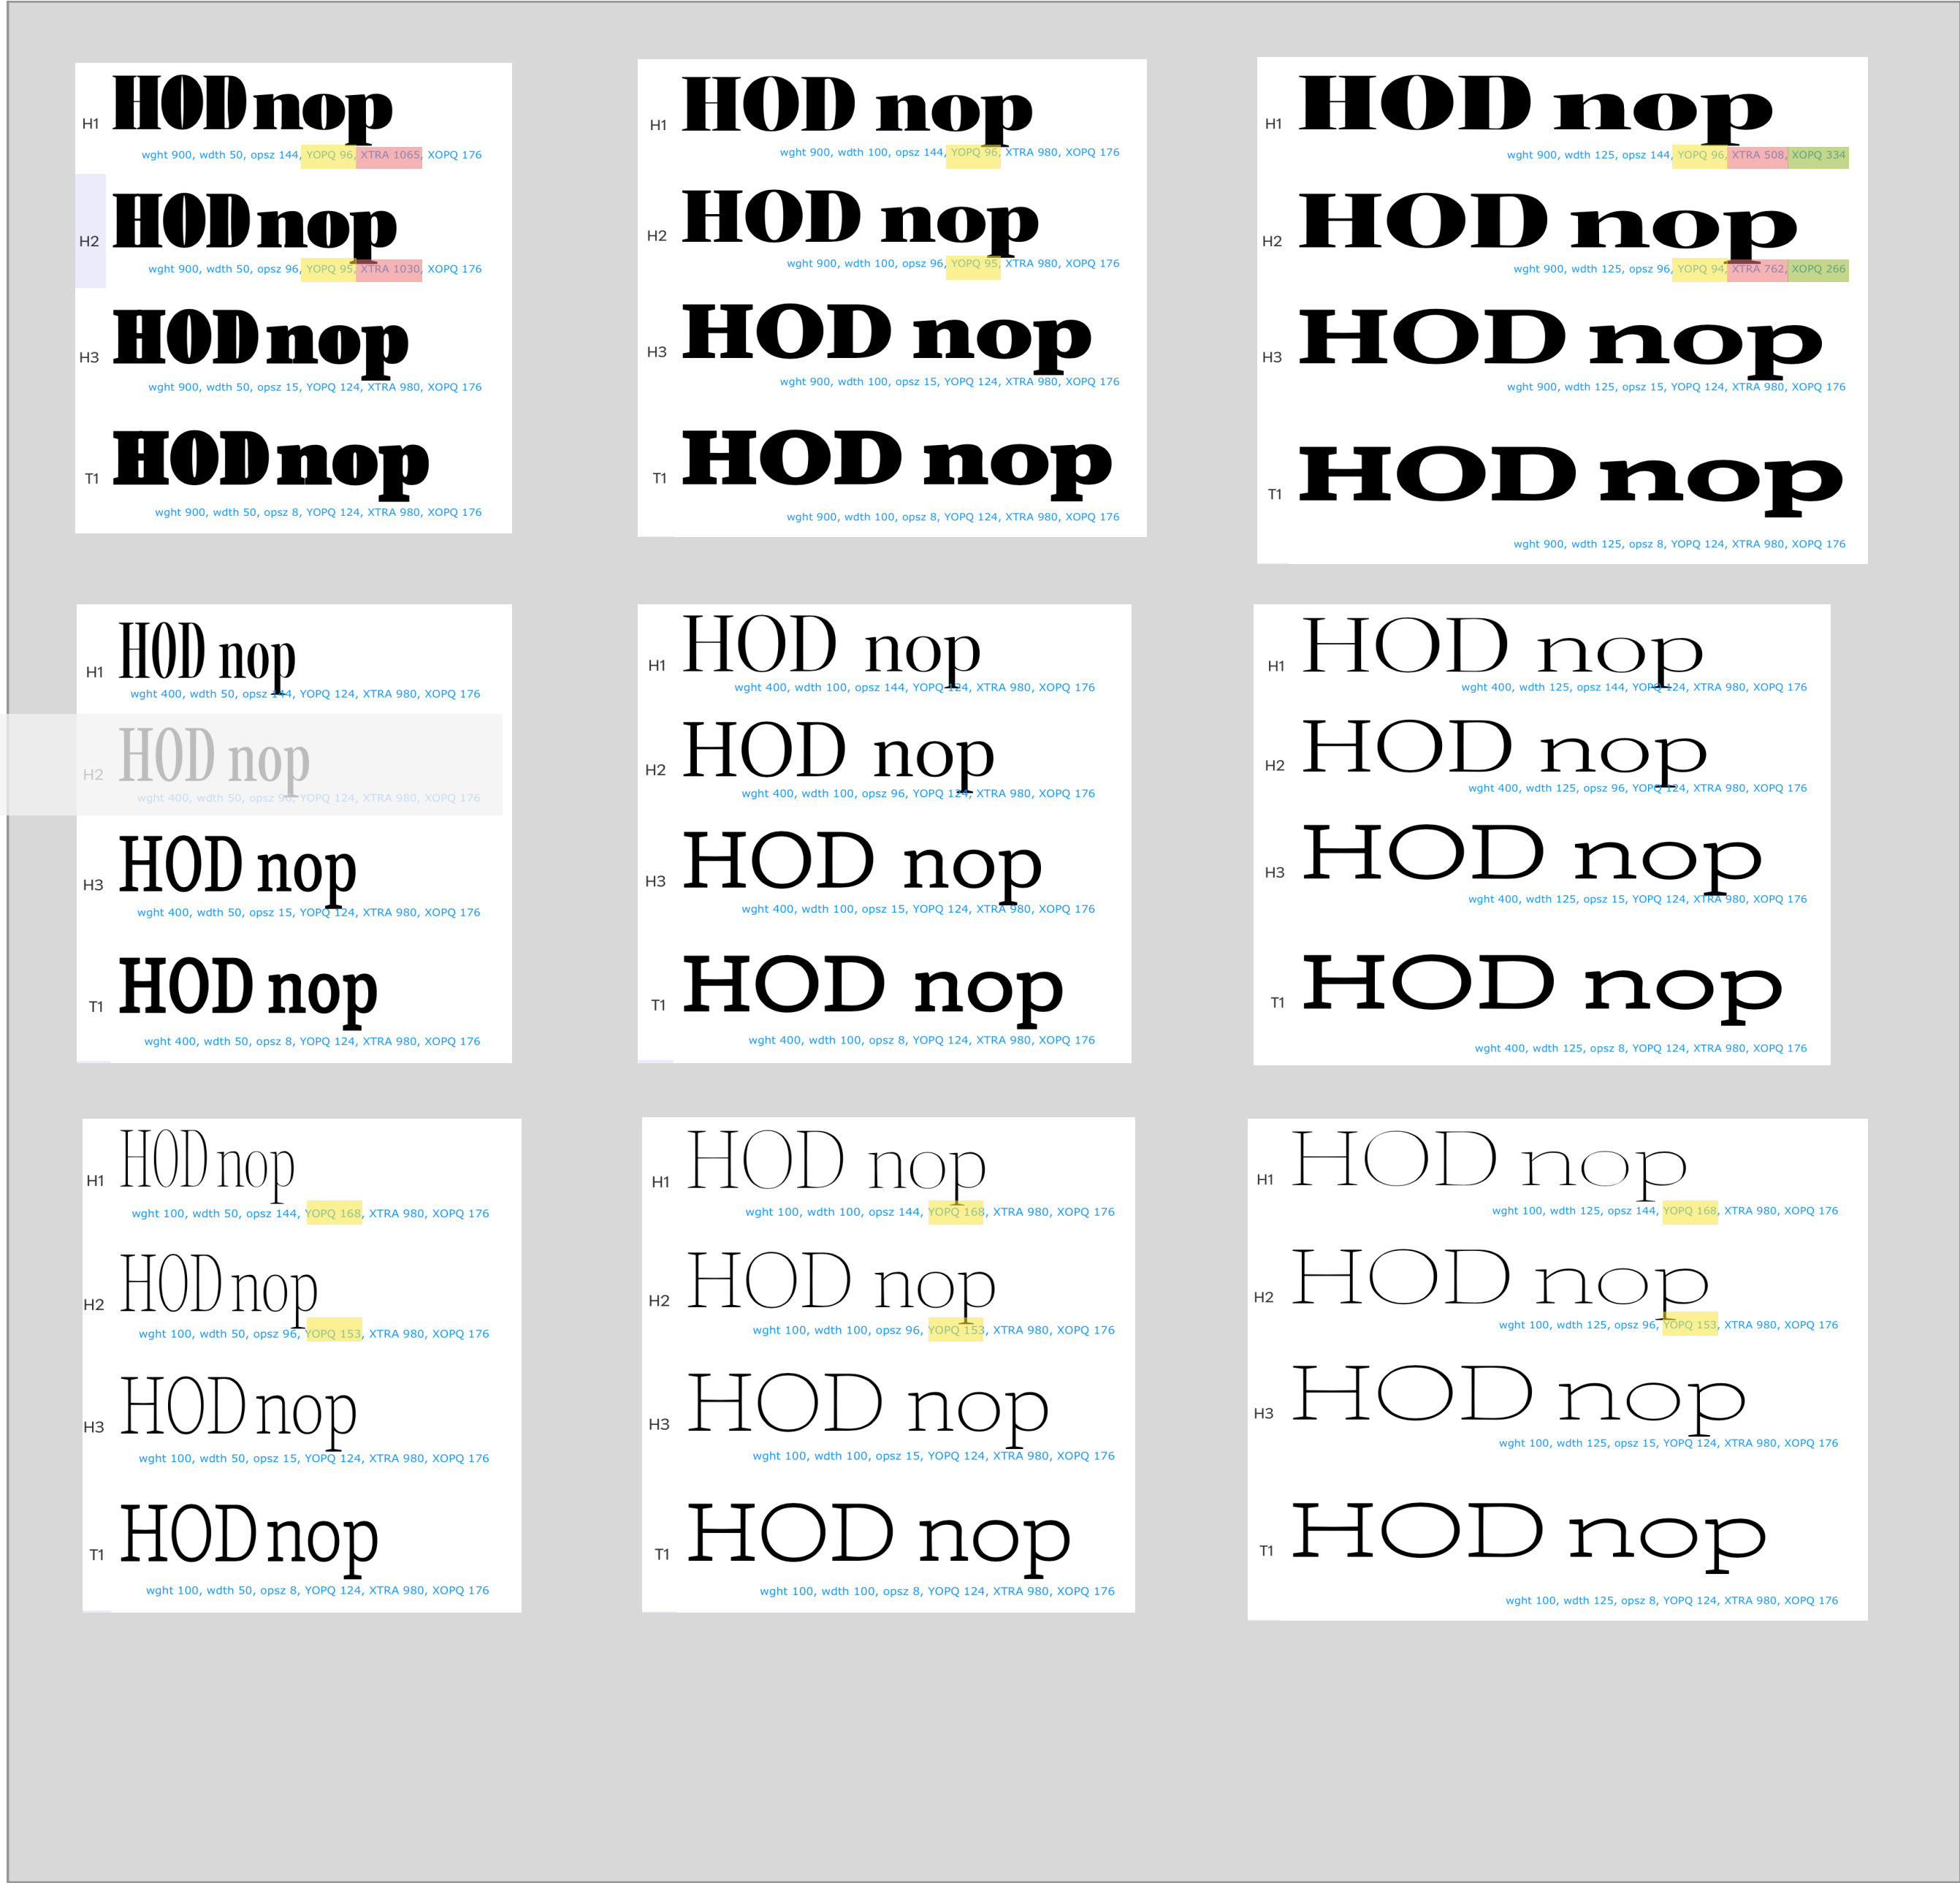 HOD nop
H1
wght 900, wdth 50, opsz 144, YOPQ 96, XTRA 1065, XOPQ 176
HOD nop
H2
wght 900, wdth 50, opsz 96, YOPQ 95, XTRA 1030, XOPQ 176
HOD nop
H3
wght 900, wdth 50, opsz 15, YOPQ 124, XTRA 980, XOPQ 176
HOD nop
T1
wght 900, wdth 50, opsz 8, YOPQ 124, XTRA 980, XOPQ 176
HOD nop
H1
wght 900, wdth 100, opsz 144, YOPQ 96, XTRA 980, XOPQ 176
HOD nop
H2
wght 900, wdth 100, opsz 96, YOPQ 95, XTRA 980, XOPQ 176
HOD nop
H3
wght 900, wdth 100, opsz 15, YOPQ 124, XTRA 980, XOPQ 176
HOD nop
T1
wght 900, wdth 100, opsz 8, YOPQ 124, XTRA 980, XOPQ 176
HOD nop
H1
wght 900, wdth 125, opsz 144, YOPQ 96, XTRA 508, XOPQ 334
HOD nop
H2
wght 900, wdth 125, opsz 96, YOPQ 94, XTRA 762, XOPQ 266
HOD nop
H3
wght 900, wdth 125, opsz 15, YOPQ 124, XTRA 980, XOPQ 176
HOD nop
T1
wght 900, wdth 125, opsz 8, YOPQ 124, XTRA 980, XOPQ 176
HOD nop
H1
wght 400, wdth 50, opsz 144, YOPQ 124, XTRA 980, XOPQ 176
HOD nop
H2
wght 400, wdth 50, opsz 96, YOPQ 124, XTRA 980, XOPQ 176
HOD nop
H3
wght 400, wdth 50, opsz 15, YOPQ 124, XTRA 980, XOPQ 176
HOD nop
T1
wght 400, wdth 50, opsz 8, YOPQ 124, XTRA 980, XOPQ 176
HOD nop
H1
wght 400, wdth 100, opsz 144, YOPQ 124, XTRA 980, XOPQ 176
HOD nop
H2
wght 400, wdth 100, opsz 96, YOPQ 124, XTRA 980, XOPQ 176
HOD nop
H3
wght 400, wdth 100, opsz 15, YOPQ 124, XTRA 980, XOPQ 176
HOD nop
T1
wght 400, wdth 100, opsz 8, YOPQ 124, XTRA 980, XOPQ 176
HOD nop
H1
wght 400, wdth 125, opsz 144, YOPQ 124, XTRA 980, XOPQ 176
HOD nop
H2
wght 400, wdth 125, opsz 96, YOPQ 124, XTRA 980, XOPQ 176
HOD nop
H3
wght 400, wdth 125, opsz 15, YOPQ 124, XTRA 980, XOPQ 176
HOD nop
T1
wght 400, wdth 125, opsz 8, YOPQ 124, XTRA 980, XOPQ 176
HOD nop
H1
wght 100, wdth 50, opsz 144, YOPQ 168, XTRA 980, XOPQ 176
HOD nop
H2
wght 100, wdth 50, opsz 96, YOPQ 153, XTRA 980, XOPQ 176
HOD nop
H3
wght 100, wdth 50, opsz 15, YOPQ 124, XTRA 980, XOPQ 176
HOD nop
T1
wght 100, wdth 50, opsz 8, YOPQ 124, XTRA 980, XOPQ 176
HOD nop
H1
wght 100, wdth 100, opsz 144, YOPQ 168, XTRA 980, XOPQ 176
HOD nop
H2
wght 100, wdth 100, opsz 96, YOPQ 153, XTRA 980, XOPQ 176
HOD nop
H3
wght 100, wdth 100, opsz 15, YOPQ 124, XTRA 980, XOPQ 176
HOD nop
T1
wght 100, wdth 100, opsz 8, YOPQ 124, XTRA 980, XOPQ 176
HOD nop
H1
wght 100, wdth 125, opsz 144, YOPQ 168, XTRA 980, XOPQ 176
HOD nop
H2
wght 100, wdth 125, opsz 96, YOPQ 153, XTRA 980, XOPQ 176
HOD nop
H3
wght 100, wdth 125, opsz 15, YOPQ 124, XTRA 980, XOPQ 176
HOD nop
T1
wght 100, wdth 125, opsz 8, YOPQ 124, XTRA 980, XOPQ 176